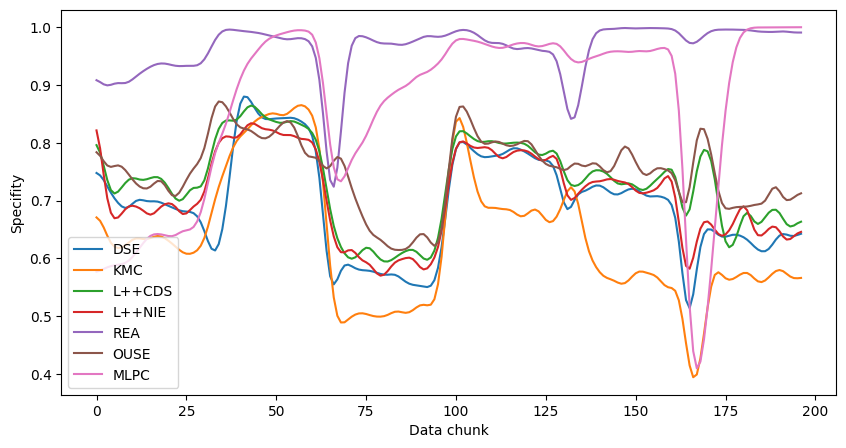 1.0
0.9
0.8
0.7
0.6
0.5
0.4
Specifity
DSE
KMC
L++CDS
L++NIE
REA
OUSE
MLPC
0 25 50 75 100 125 150 175 200
Data chunk